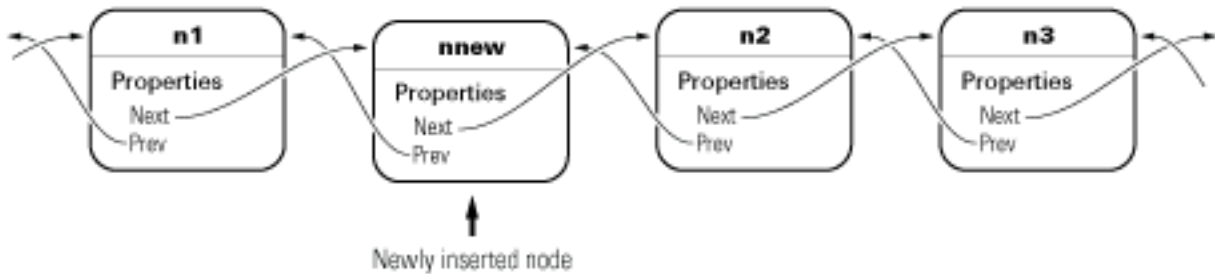 n1
Properties
Next
Prev
nnew
Properties
Next
Prev
n2
Properties
Next
Prev
n3
Properties
Next
Prev
Newly inserted node